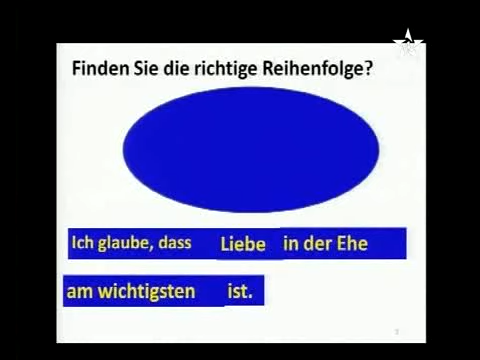 Finden Sie die richtige Reihenfolge?
Ich glaube, dass Liebe in der Ehe
am wichtigsten ist.